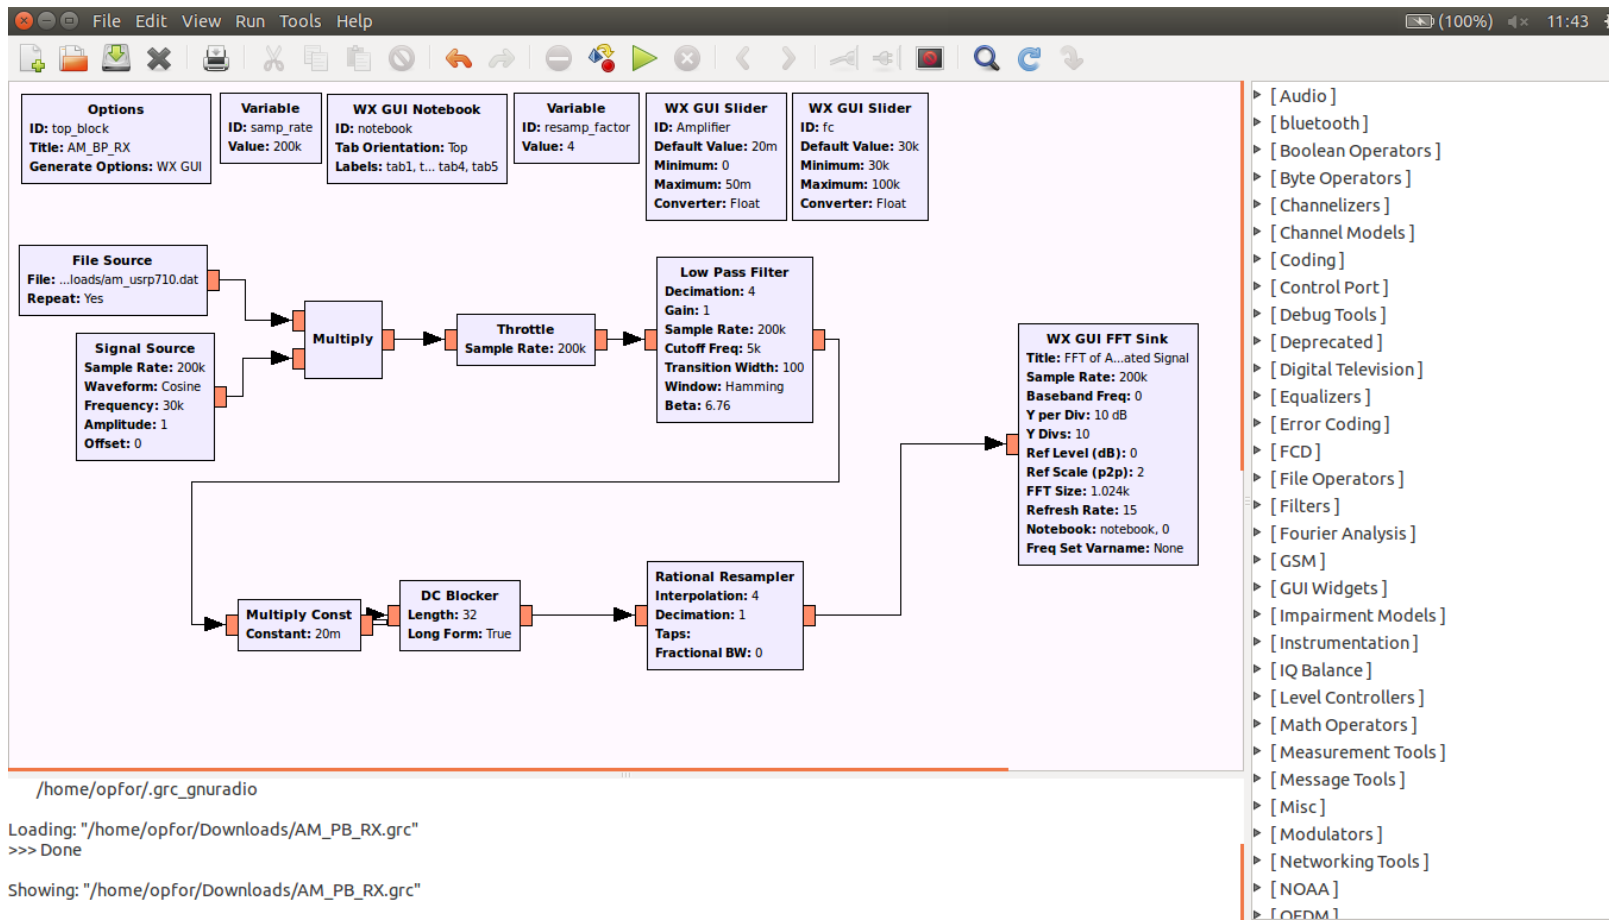 File Edit View Run Tools Help
(100%) 11:43
Options
ID: top_block
Title: AM_BP_RX
Generate Options: WX GUI
Variable
ID: samp_rate
Value: 200k
WX GUI Notebook
ID: notebook
Tab Orientation: Top
Labels: tab1, t... tab4, tab5
Variable
ID: resamp_factor
Value: 4
WX GUI Slider
ID: Amplifier
Default Value: 20m
Minimum: 0
Maximum: 50m
Converter: Float
WX GUI Slider
ID: fc
Default Value: 30k
Minimum: 30k
Maximum: 100k
Converter: Float
File Source
File: ...loads/am_usrp710.dat
Repeat: Yes
Signal Source
Sample Rate: 200k
Waveform: Cosine
Frequency: 30k
Amplitude: 1
Offset: 0
Multiply
Throttle
Sample Rate: 200k
Low Pass Filter
Decimation: 4
Gain: 1
Sample Rate: 200k
Cutoff Freq: 5k
Transition Width: 100
Window: Hamming
Beta: 6.76
WX GUI FFT Sink
Title: FFT of A...ated Signal
Sample Rate: 200k
Baseband Freq: 0
Y per Div: 10 dB
Y Divs: 10
Ref Level (dB): 0
Ref Scale (p2p): 2
FFT Size: 1.024k
Refresh Rate: 15
Notebook: notebook, 0
Freq Set Varname: None
Multiply Const
Constant: 20m
DC Blocker
Length: 32
Long Form: True
Rational Resampler
Interpolation: 4
Decimation: 1
Taps:
Fractional BW: 0
[ Audio ]
[ bluetooth ]
[ Boolean Operators ]
[ Byte Operators ]
[ Channelizers ]
[ Channel Models ]
[ Coding ]
[ Control Port ]
[ Debug Tools ]
[ Deprecated ]
[ Digital Television ]
[ Equalizers ]
[ Error Coding ]
[ FCD ]
[ File Operators ]
[ Filters ]
[ Fourier Analysis ]
[ GSM ]
[ GUI Widgets ]
[ Impairment Models ]
[ Instrumentation ]
[ IQ Balance ]
[ Level Controllers ]
[ Math Operators ]
[ Measurement Tools ]
[ Message Tools ]
[ Misc ]
[ Modulators ]
[ Networking Tools ]
[ NOAA ]
[ OFDM ]
/home/opfor/.grc_gnuradio
Loading: "/home/opfor/Downloads/AM_PB_RX.grc"
>>> Done
Showing: "/home/opfor/Downloads/AM_PB_RX.grc"